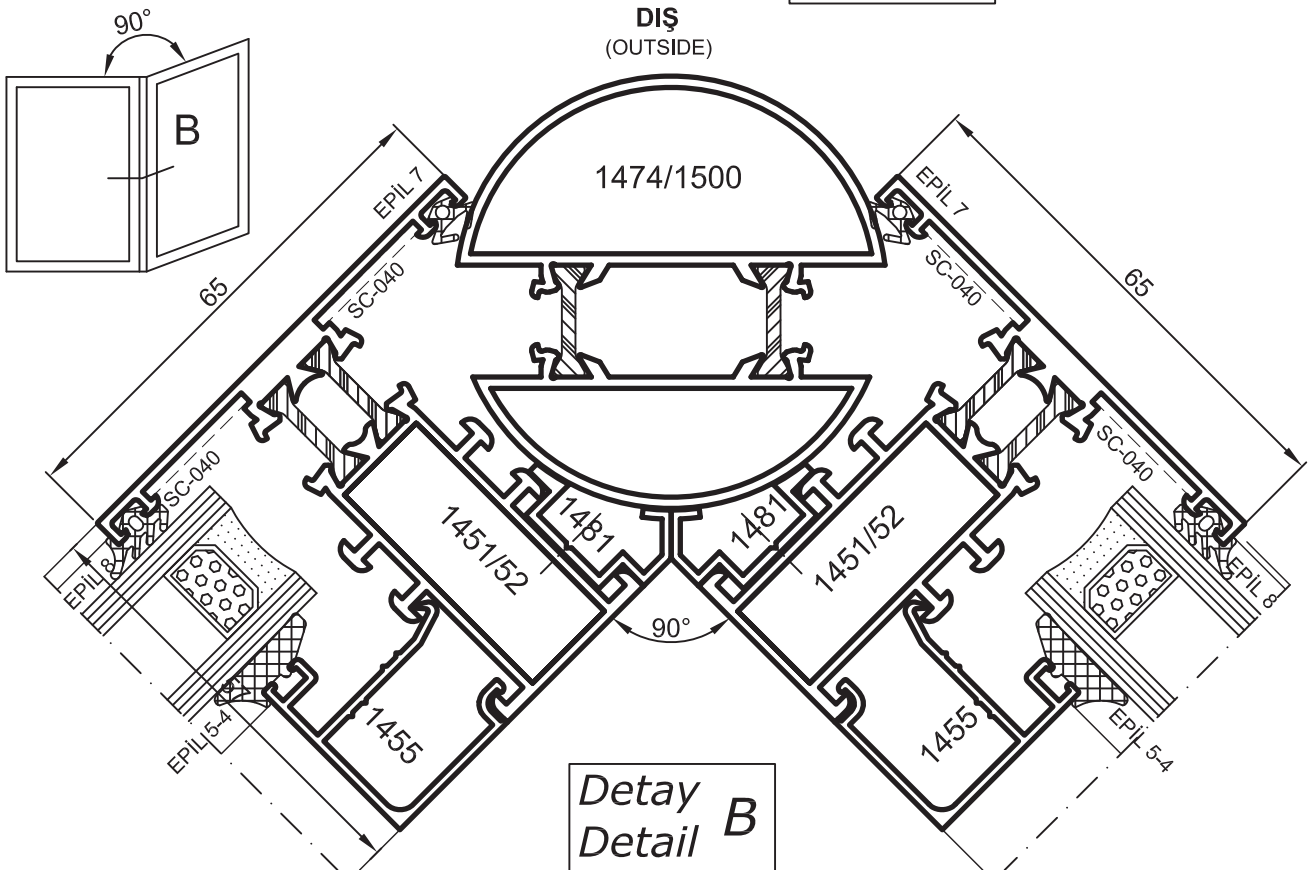 90°
B
DIŞ
(OUTSIDE)
1474/1500
EPİL 7
EPİL 7
SC-040
SC-040
65
65
SC-040
SC-040
1481
1481
1451/52
1451/52
EPİL 8
EPİL 8
90°
1455
1455
EPİL 5-4
EPİL 5-4
Detay
Detail
B